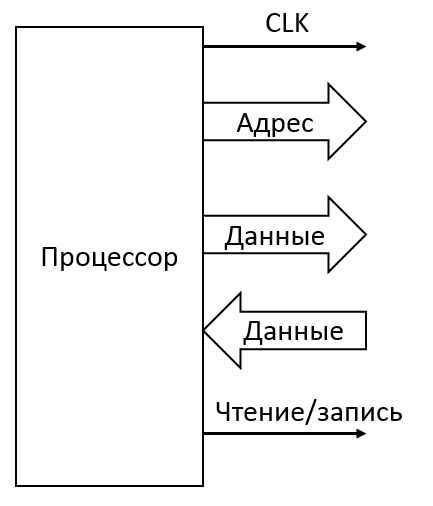 CLK
Адрес
Данные
Процессор
Данные
Чтение/запись